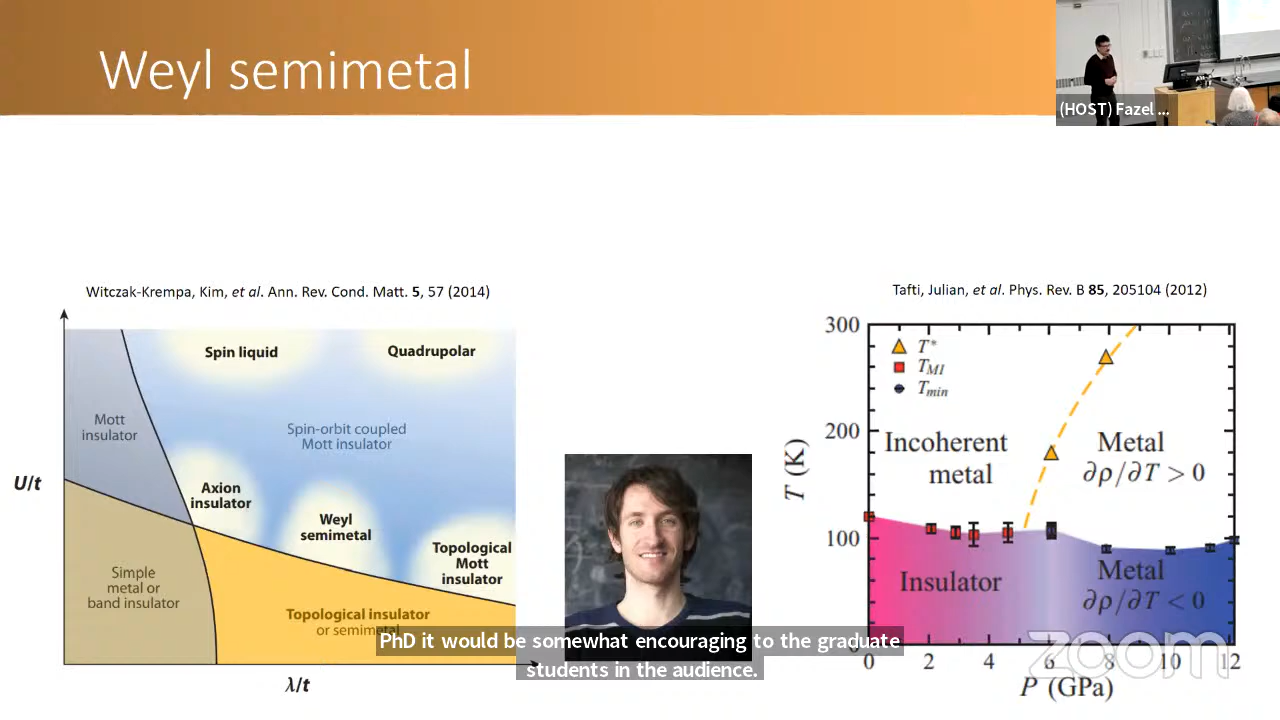 Weyl semimetal
(HOST) Fazel ...
Witczak-Krempa, Kim, et al. Ann. Rev. Cond. Matt. 5, 57 (2014)
Spin liquid
Quadrupolar
Mott
insulator
Spin-orbit coupled
Mott insulator
U/t
Axion
insulator
Weyl
semimetal
Topological
Mott
insulator
Simple
metal or
band insulator
Topological insulator
or semimetal
λ/t
Tafti, Julian, et al. Phys. Rev. B 85, 205104 (2012)
300
200
100
0
T (K)
T*
T_MI
T_min
Incoherent
metal
Metal
∂ρ/∂T > 0
Insulator
Metal
∂ρ/∂T < 0
0 2 4 6 8 10 12
P (GPa)
PhD it would be somewhat encouraging to the graduate
students in the audience.
zoom